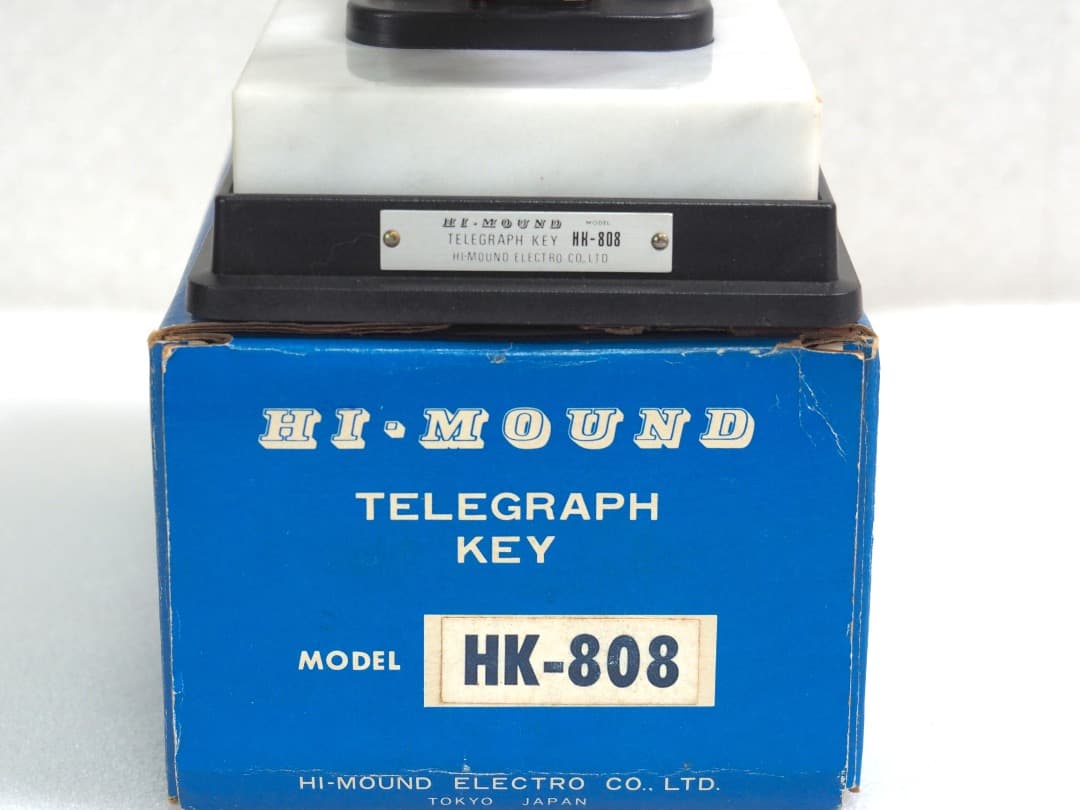 HI-MOUND MODEL
TELEGRAPH KEY HK-808
HI-MOUND ELECTRO CO., LTD
HI-MOUND
TELEGRAPH
KEY
MODEL HK-808
HI-MOUND ELECTRO CO., LTD.
TOKYO JAPAN